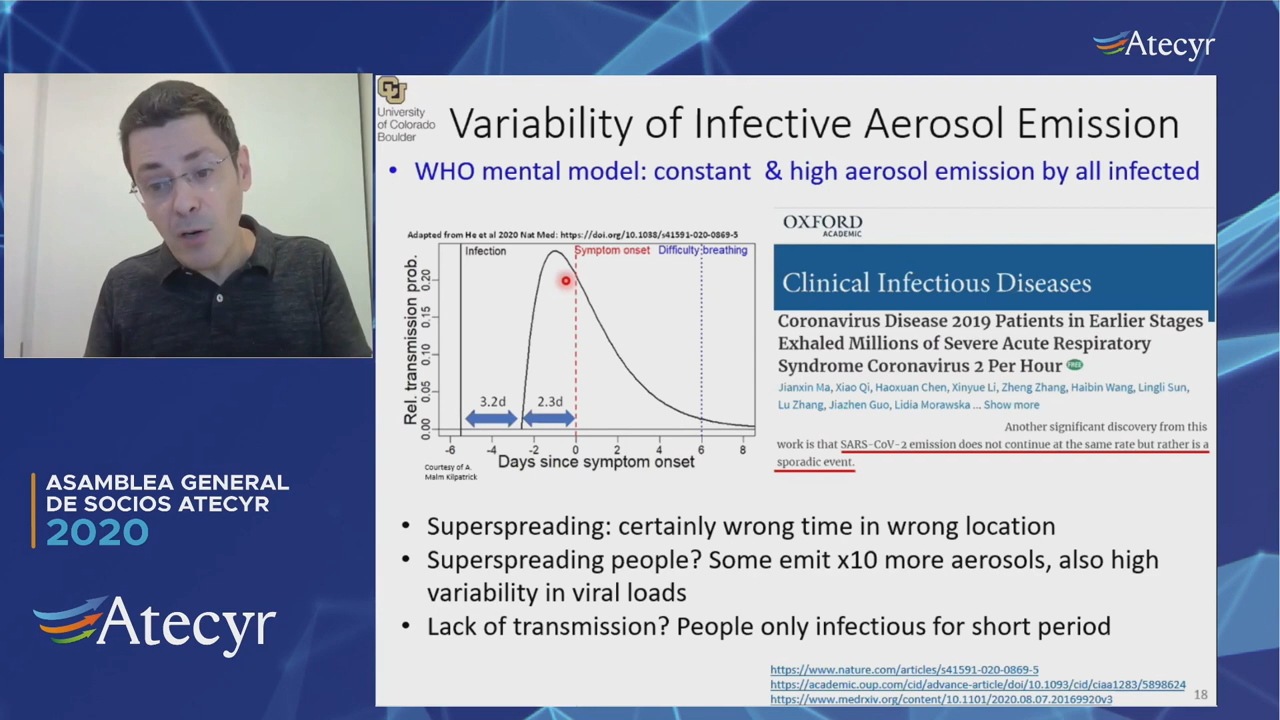 Atecyr
CU
University
of Colorado
Boulder
Variability of Infective Aerosol Emission
• WHO mental model: constant & high aerosol emission by all infected
Adapted from He et al 2020 Nat Med: https://doi.org/10.1038/s41591-020-0869-5
Infection
Symptom onset
Difficulty breathing
Rel. transmission prob.
0.20
0.15
0.10
0.05
0.00
3.2d
2.3d
-6 -4 -2 0 2 4 6 8
Days since symptom onset
Courtesy of A.
Malm Kilpatrick
OXFORD
ACADEMIC
Clinical Infectious Diseases
Coronavirus Disease 2019 Patients in Earlier Stages
Exhaled Millions of Severe Acute Respiratory
Syndrome Coronavirus 2 Per Hour FREE
Jianxin Ma, Xiao Qi, Haoxuan Chen, Xinyue Li, Zheng Zhang, Haibin Wang, Lingli Sun,
Lu Zhang, Jiazhen Guo, Lidia Morawska ... Show more
Another significant discovery from this
work is that SARS-CoV-2 emission does not continue at the same rate but rather is a
sporadic event.
• Superspreading: certainly wrong time in wrong location
• Superspreading people? Some emit x10 more aerosols, also high
variability in viral loads
• Lack of transmission? People only infectious for short period
https://www.nature.com/articles/s41591-020-0869-5
https://academic.oup.com/cid/advance-article/doi/10.1093/cid/ciaa1283/5898624
https://www.medrxiv.org/content/10.1101/2020.08.07.20169920v3
18
ASAMBLEA GENERAL
DE SOCIOS ATECYR
2020
Atecyr